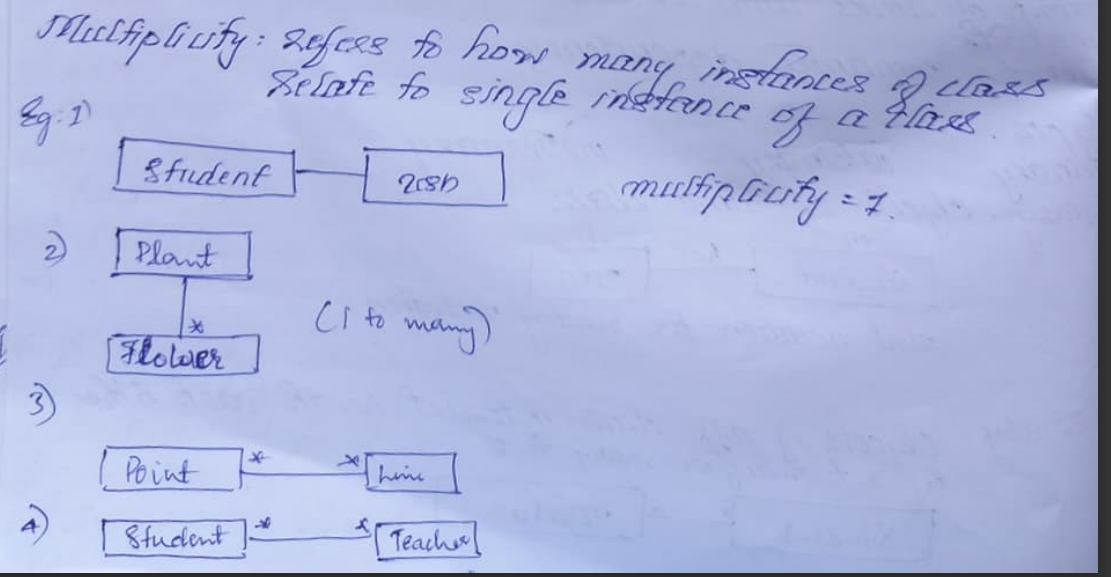 Multiplicity: Refers to how many instances of class
Relate to single instance of a class.
Eg: 1)
Student
multiplicity = 1.
2)
Plant
*
Flower
(1 to many)
3)
Point * * Line
4)
Student * * Teacher